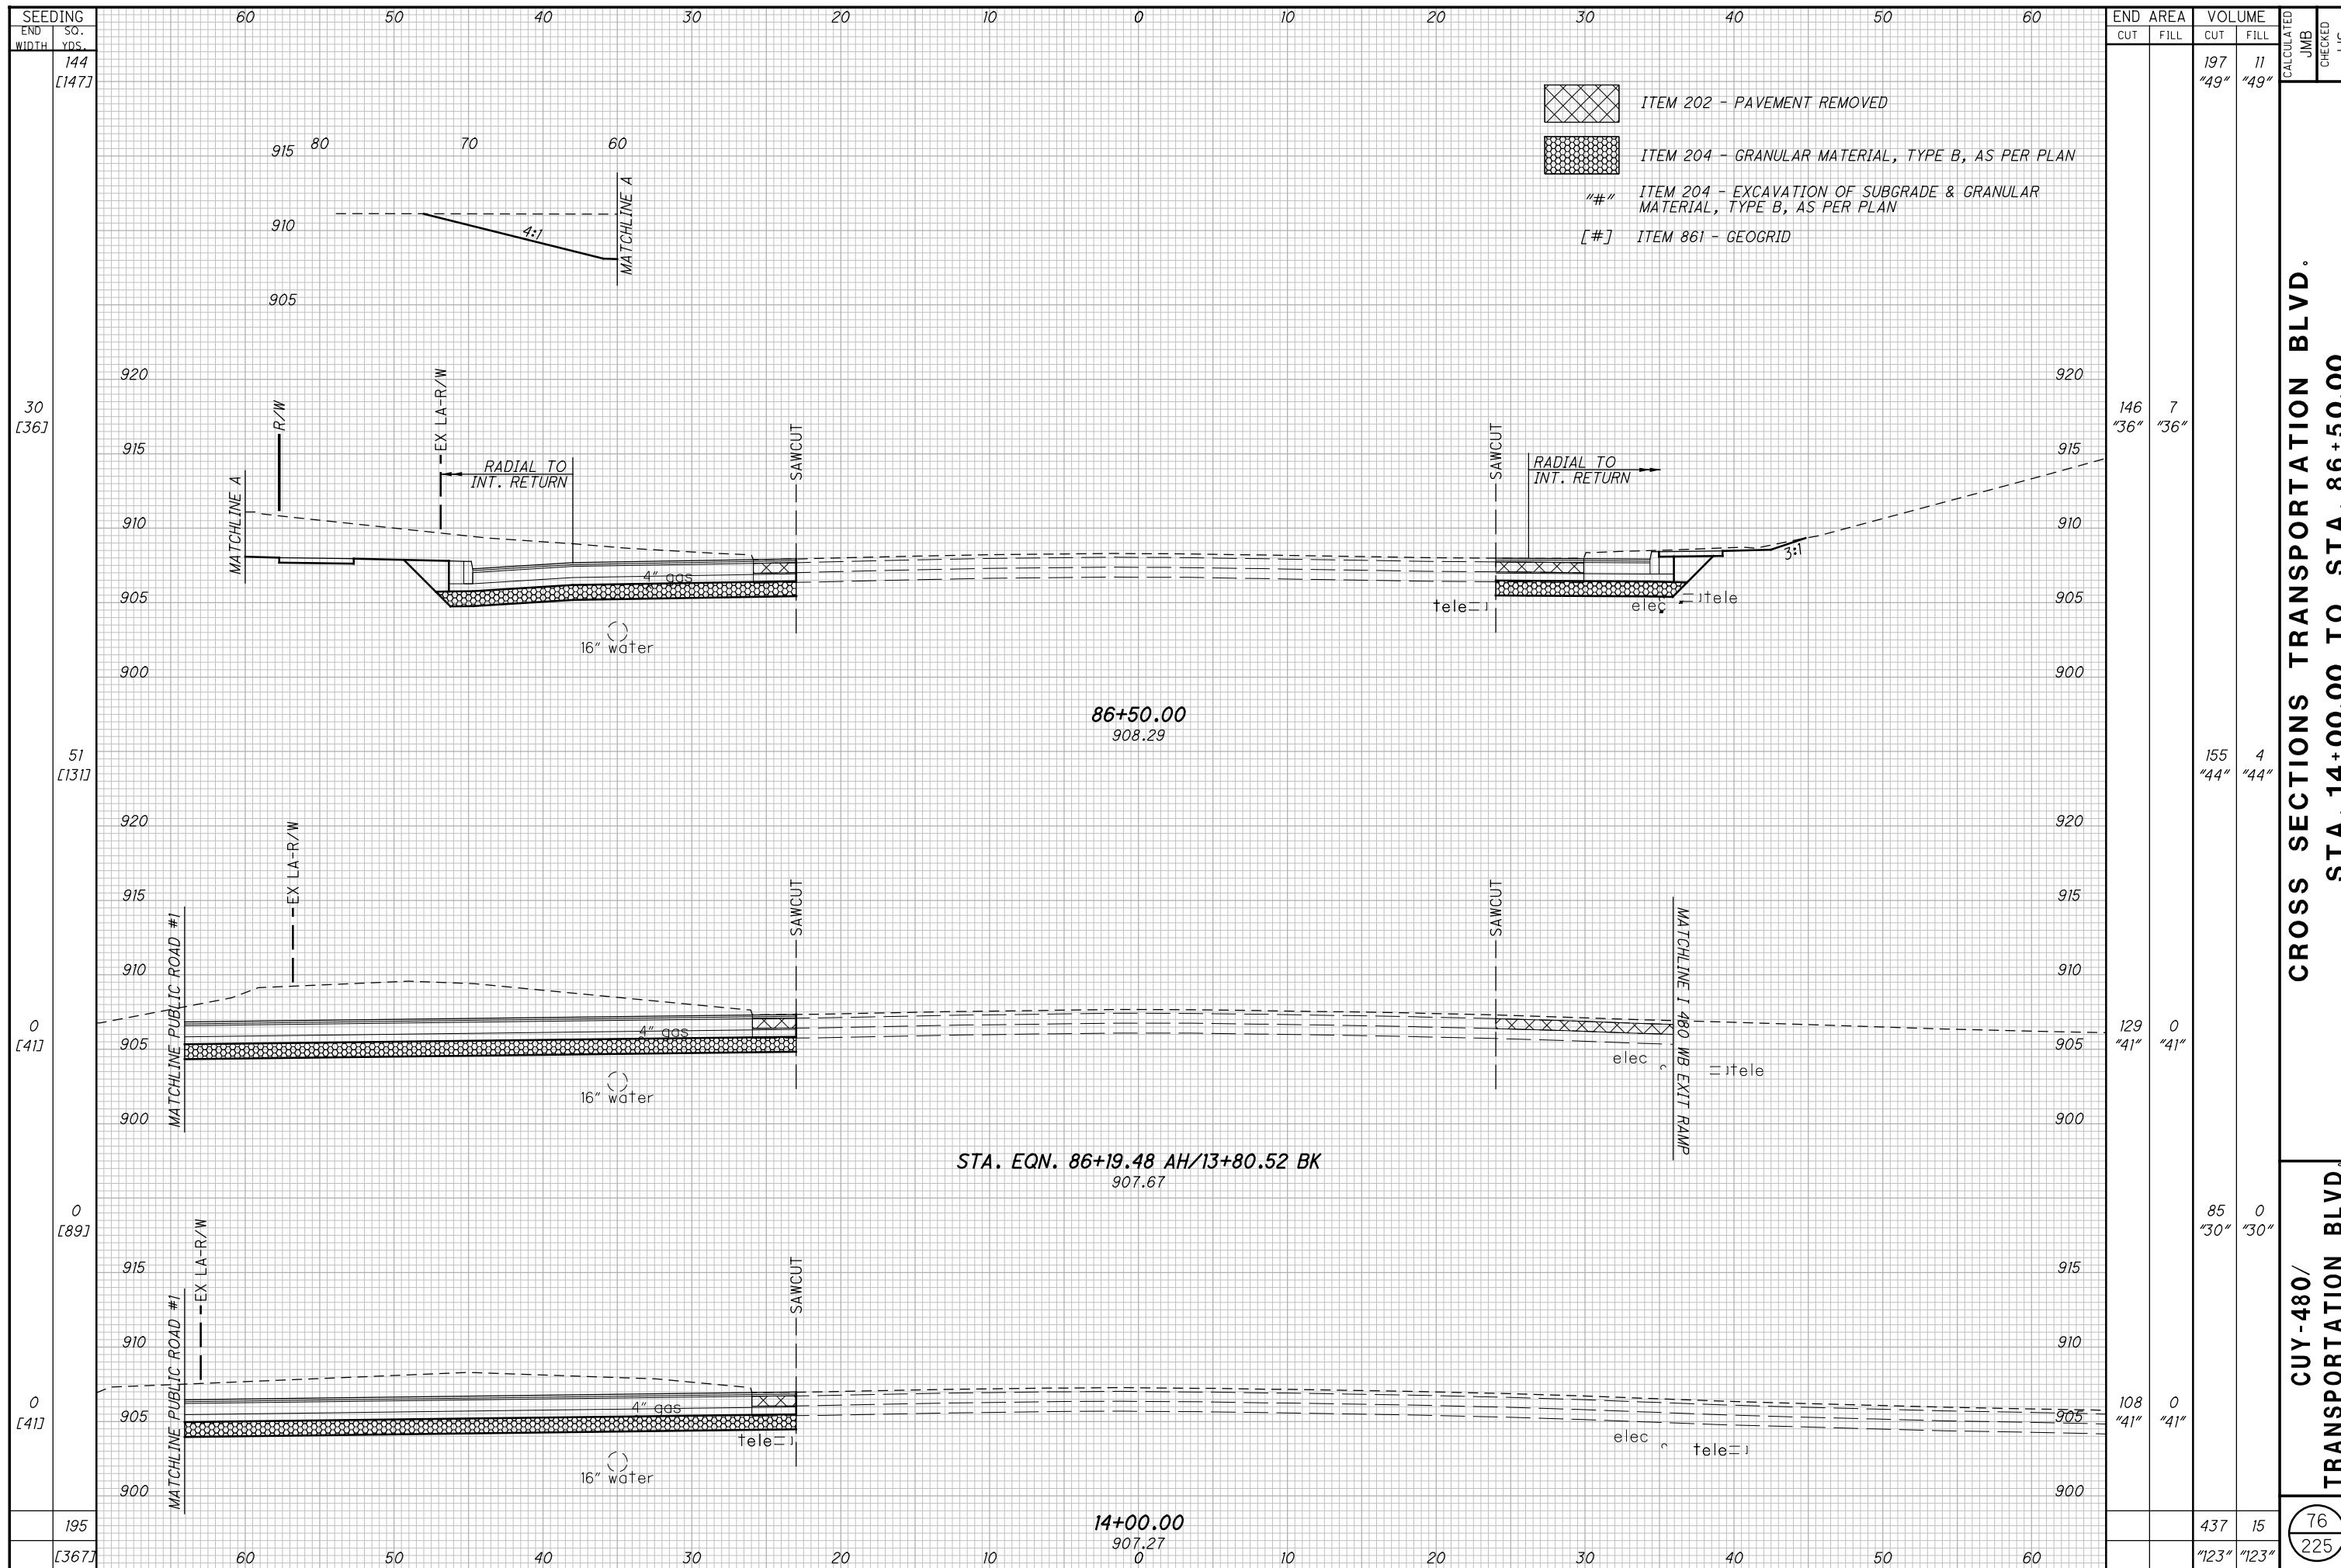 SEEDING
END WIDTH
SQ. YDS.
60 50 40 30 20 10 0 10 20 30 40 50 60
END AREA
VOLUME
CUT FILL CUT FILL
CALCULATED
JMB
CHECKED
144
[147]
197 11
"49" "49"
ITEM 202 - PAVEMENT REMOVED
ITEM 204 - GRANULAR MATERIAL, TYPE B, AS PER PLAN
"#" ITEM 204 - EXCAVATION OF SUBGRADE & GRANULAR
MATERIAL, TYPE B, AS PER PLAN
[#] ITEM 861 - GEOGRID
80 70 60
915
910
905
4:1
MATCHLINE A
920
915
910
905
900
30
[36]
MATCHLINE A
R/W
EX LA-R/W
RADIAL TO
INT. RETURN
SAWCUT
4" gas
16" water
SAWCUT
RADIAL TO
INT. RETURN
3:1
tele
elec
tele
920
915
910
905
900
146 7
"36" "36"
86+50.00
908.29
51
[131]
155 4
"44" "44"
920
915
910
905
900
0
[41]
MATCHLINE PUBLIC ROAD #1
EX LA-R/W
SAWCUT
4" gas
16" water
SAWCUT
MATCHLINE I 480 WB EXIT RAMP
elec
tele
920
915
910
905
900
129 0
"41" "41"
STA. EQN. 86+19.48 AH/13+80.52 BK
907.67
0
[89]
85 0
"30" "30"
915
910
905
900
0
[41]
MATCHLINE PUBLIC ROAD #1
EX LA-R/W
SAWCUT
4" gas
tele
16" water
elec
tele
915
910
905
900
108 0
"41" "41"
14+00.00
907.27
195
[367]
437 15
"123" "123"
60 50 40 30 20 10 0 10 20 30 40 50 60
CROSS SECTIONS TRANSPORTATION BLVD.
STA. 14+00.00 TO STA. 86+50.00
CUY-480/
TRANSPORTATION BLVD.
76
225